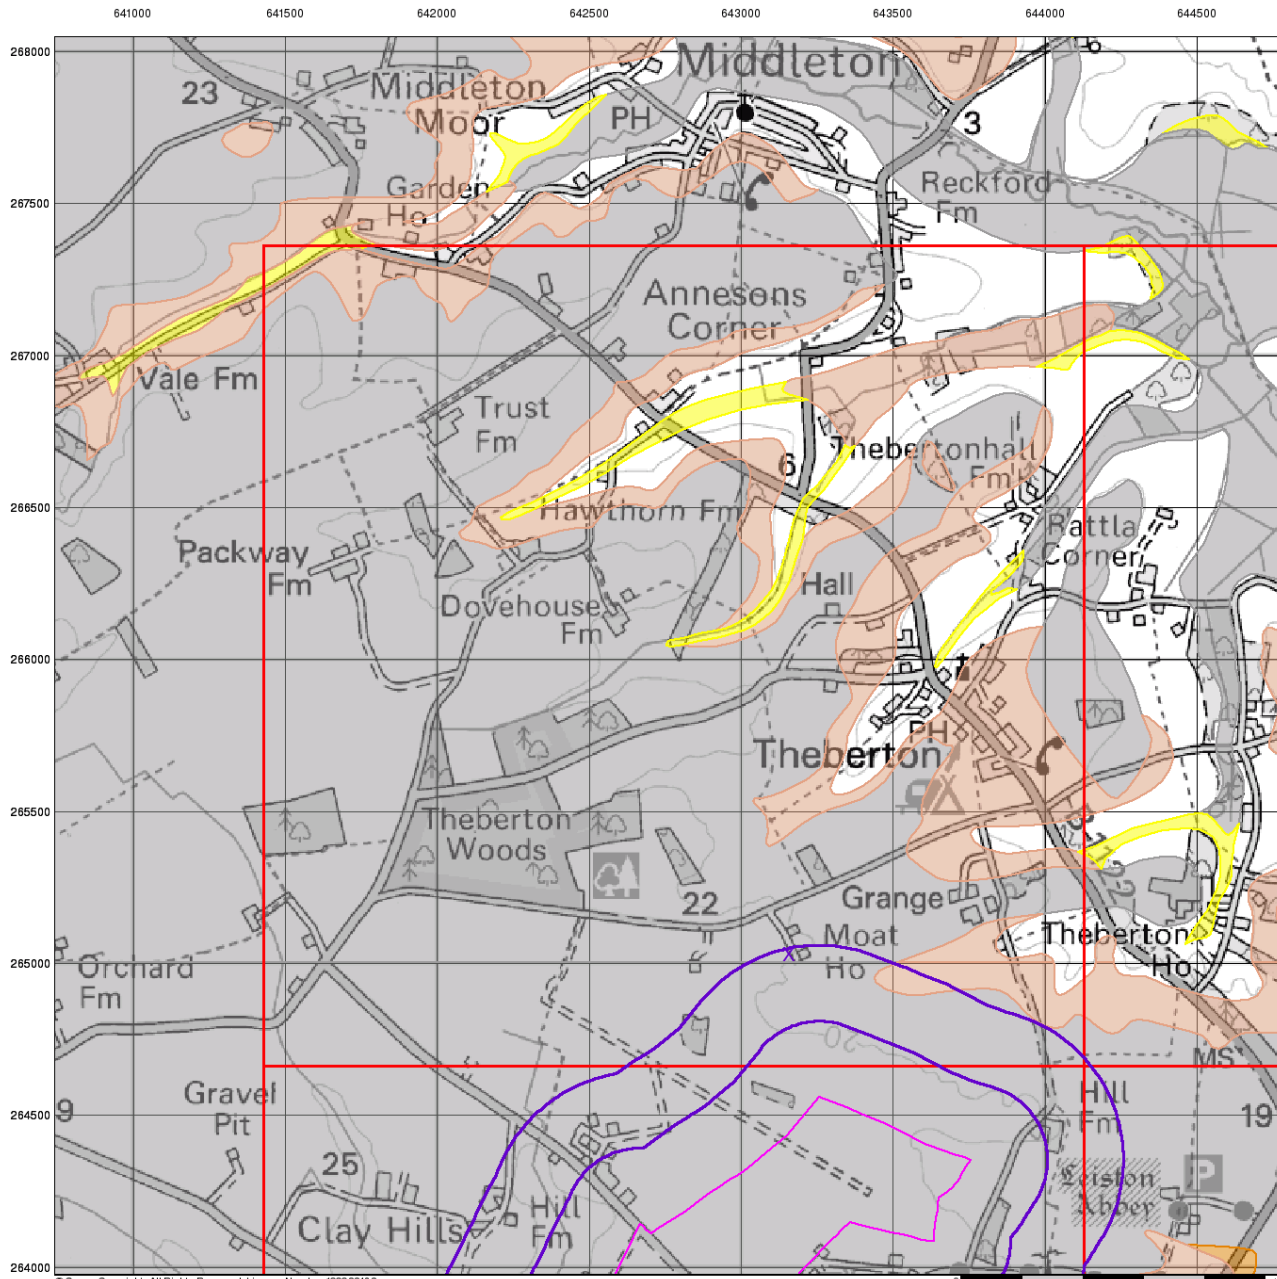 641000 641500 642000 642500 643000 643500 644000 644500
268000
Middleton
23
Middleton
Moor
PH
3
267500
Garden
Ho
Reckford
Fm
Annesons
Corner
267000
Vale Fm
Trust
Fm
6
Thebertonhall
Fm
266500
Hawthorn Fm
Rattla
Corner
Packway
Fm
Hall
Dovehouse
Fm
266000
PH
Theberton
265500
Theberton
Woods
B1122
22
Grange
Moat
Ho
Theberton
Ho
265000
Orchard
Fm
20
MS
Gravel
Pit
Hill
Fm
264500
9
19
25
P
Leiston
Abbey
Clay Hills
Hill
Fm
264000